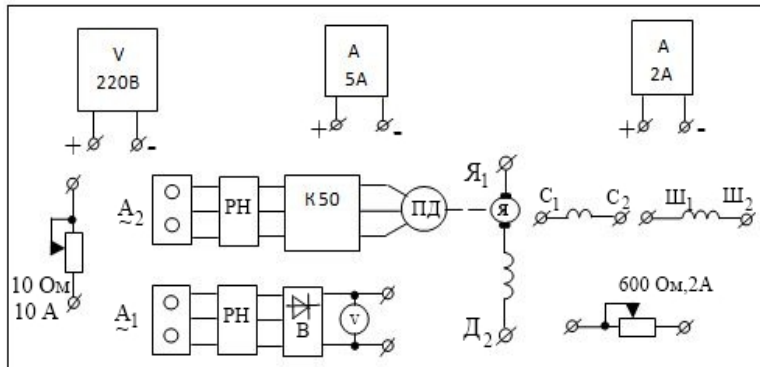 V
220В
+ -
А
5А
+ -
А
2А
+ -
10 Ом
10 А
А2
~
РН
К 50
ПД
Я1
Я
Д2
С1 С2
Ш1 Ш2
А1
~
РН
В
V
600 Ом,2А